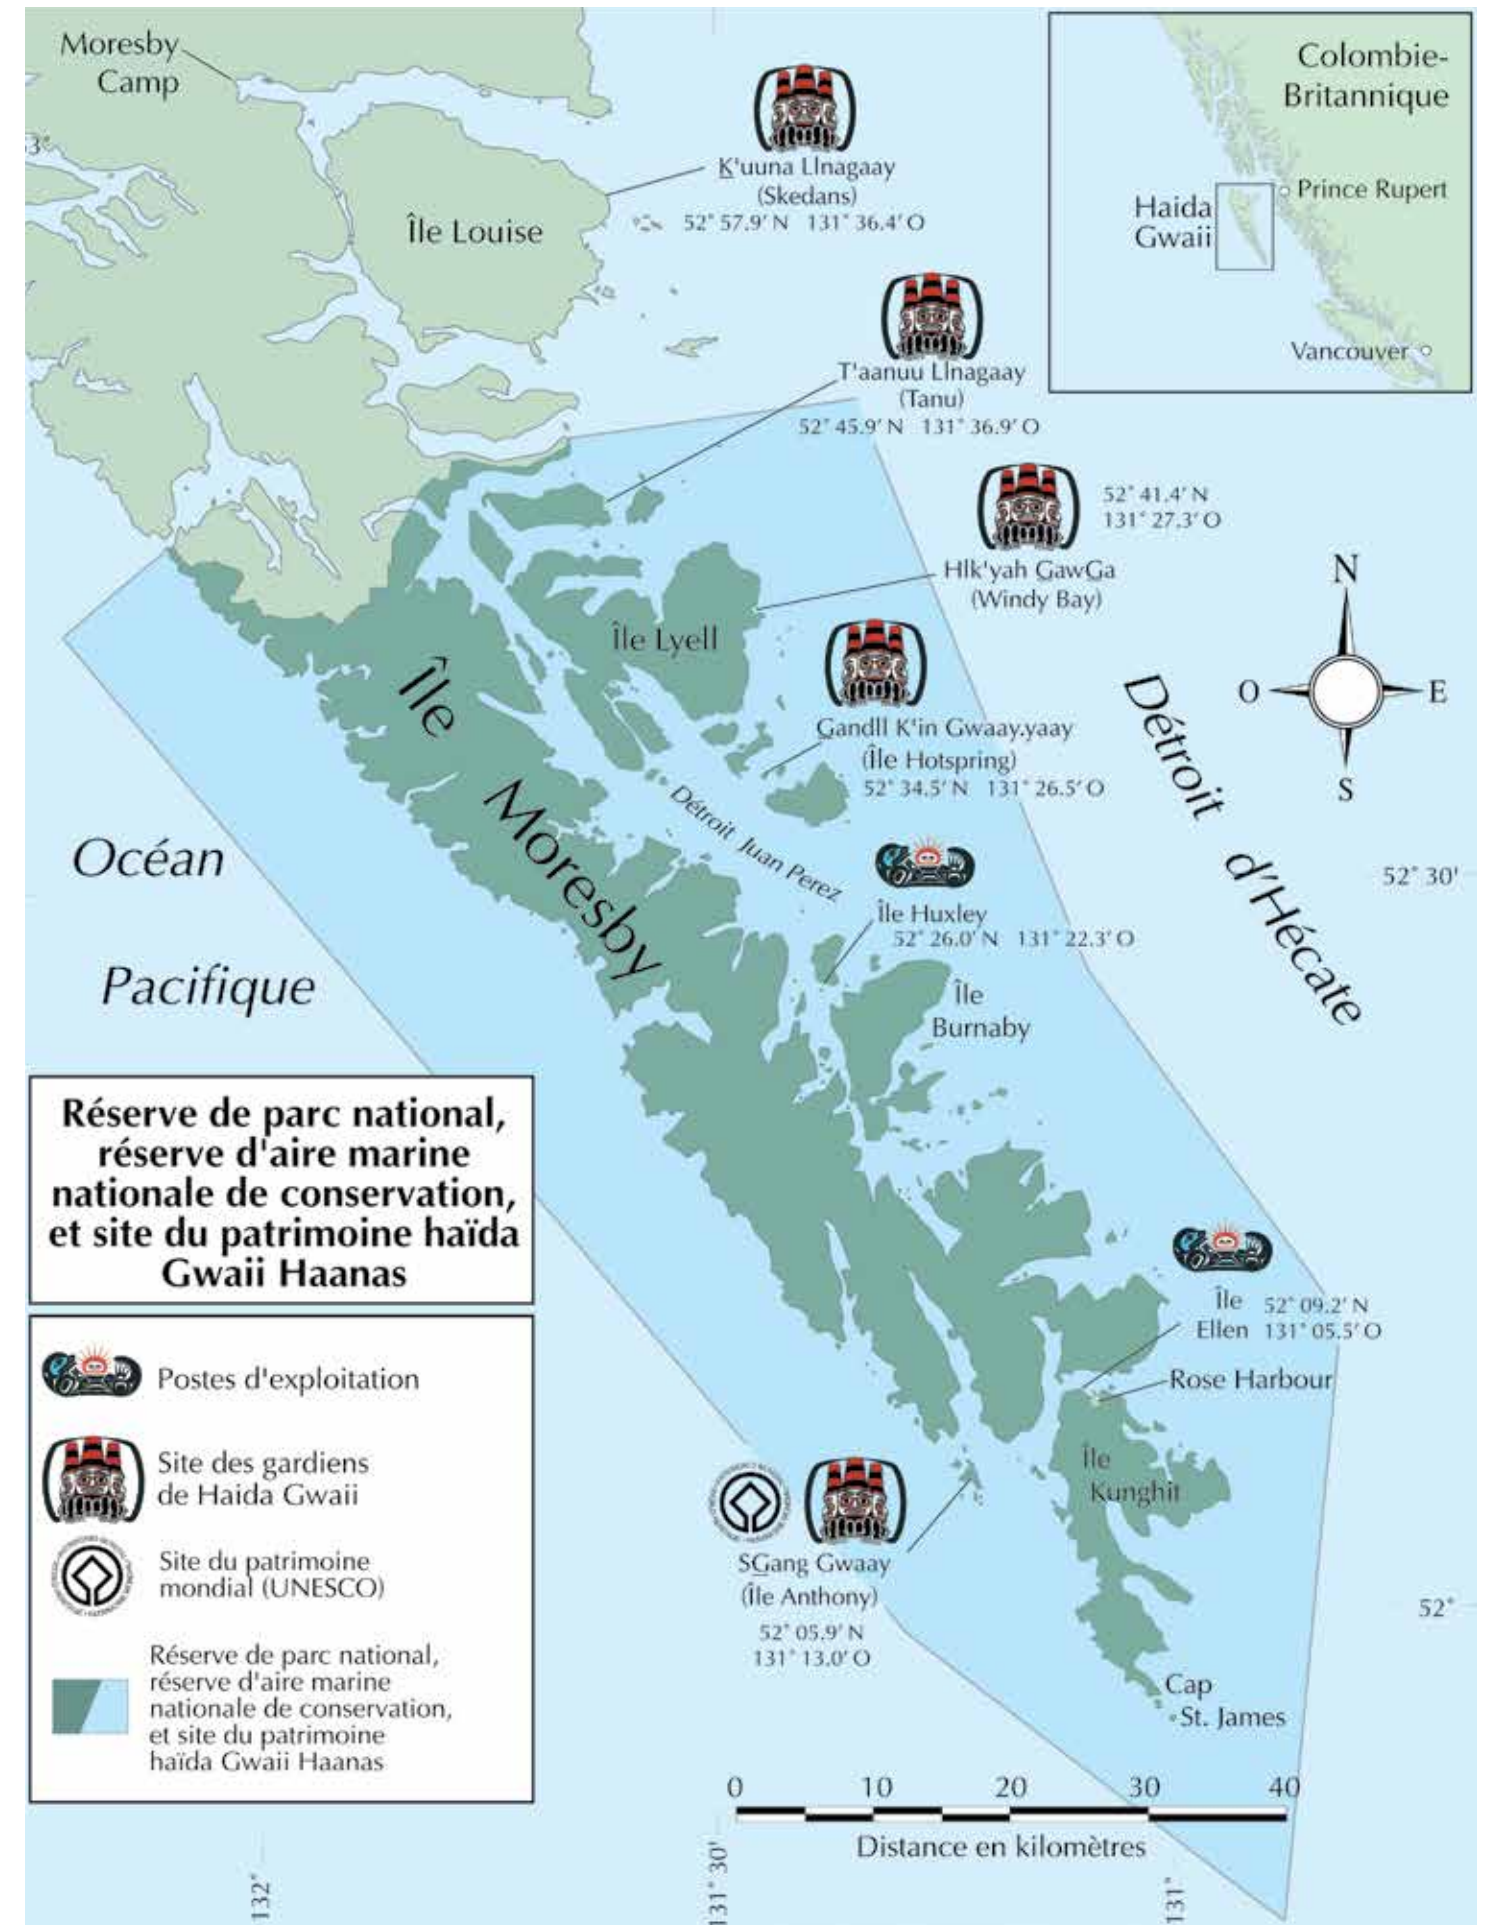 Moresby
Camp
3°
Île Louise
K'uuna Llnagaay
(Skedans)
52° 57.9' N 131° 36.4' O
Colombie-
Britannique
Prince Rupert
Haida
Gwaii
Vancouver
T'aanuu Llnagaay
(Tanu)
52° 45.9' N 131° 36.9' O
52° 41.4' N
131° 27.3' O
Hlk'yah GawGa
(Windy Bay)
Île Lyell
Gandll K'in Gwaay.yaay
(Île Hotspring)
52° 34.5' N 131° 26.5' O
N
O
E
S
Île
Moresby
Détroit Juan Perez
Détroit
d'Hécate
Océan
Pacifique
52° 30'
Île Huxley
52° 26.0' N 131° 22.3' O
Île
Burnaby
Réserve de parc national,
réserve d'aire marine
nationale de conservation,
et site du patrimoine haïda
Gwaii Haanas
Île
Ellen
52° 09.2' N
131° 05.5' O
Rose Harbour
Île
Kunghit
Postes d'exploitation
Site des gardiens
de Haida Gwaii
Site du patrimoine
mondial (UNESCO)
Réserve de parc national,
réserve d'aire marine
nationale de conservation,
et site du patrimoine
haïda Gwaii Haanas
SGang Gwaay
(Île Anthony)
52° 05.9' N
131° 13.0' O
52°
Cap
St. James
0 10 20 30 40
Distance en kilomètres
132°
131° 30'
131°